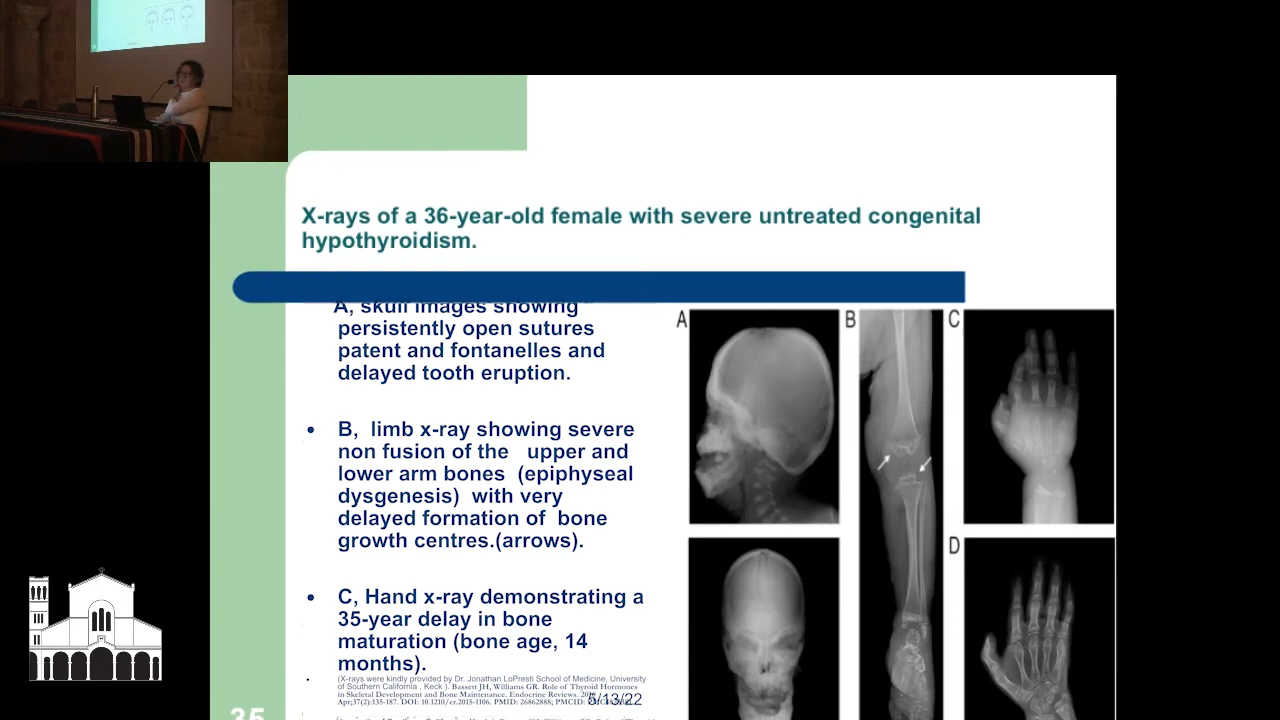 X-rays of a 36-year-old female with severe untreated congenital
hypothyroidism.
A, skull images showing
persistently open sutures
patent and fontanelles and
delayed tooth eruption.
• B, limb x-ray showing severe
non fusion of the upper and
lower arm bones (epiphyseal
dysgenesis) with very
delayed formation of bone
growth centres.(arrows).
• C, Hand x-ray demonstrating a
35-year delay in bone
maturation (bone age, 14
months).
• (X-rays were kindly provided by Dr. Jonathan LoPresti School of Medicine, University
of Southern California , Keck ). Bassett JH, Williams GR. Role of Thyroid Hormones
in Skeletal Development and Bone Maintenance. Endocrine Reviews.
Apr;37(2):135-187. DOI: 10.1210/er.2015-1106. PMID: 26862888; PMCID:
5/13/22
35
A
B
C
D